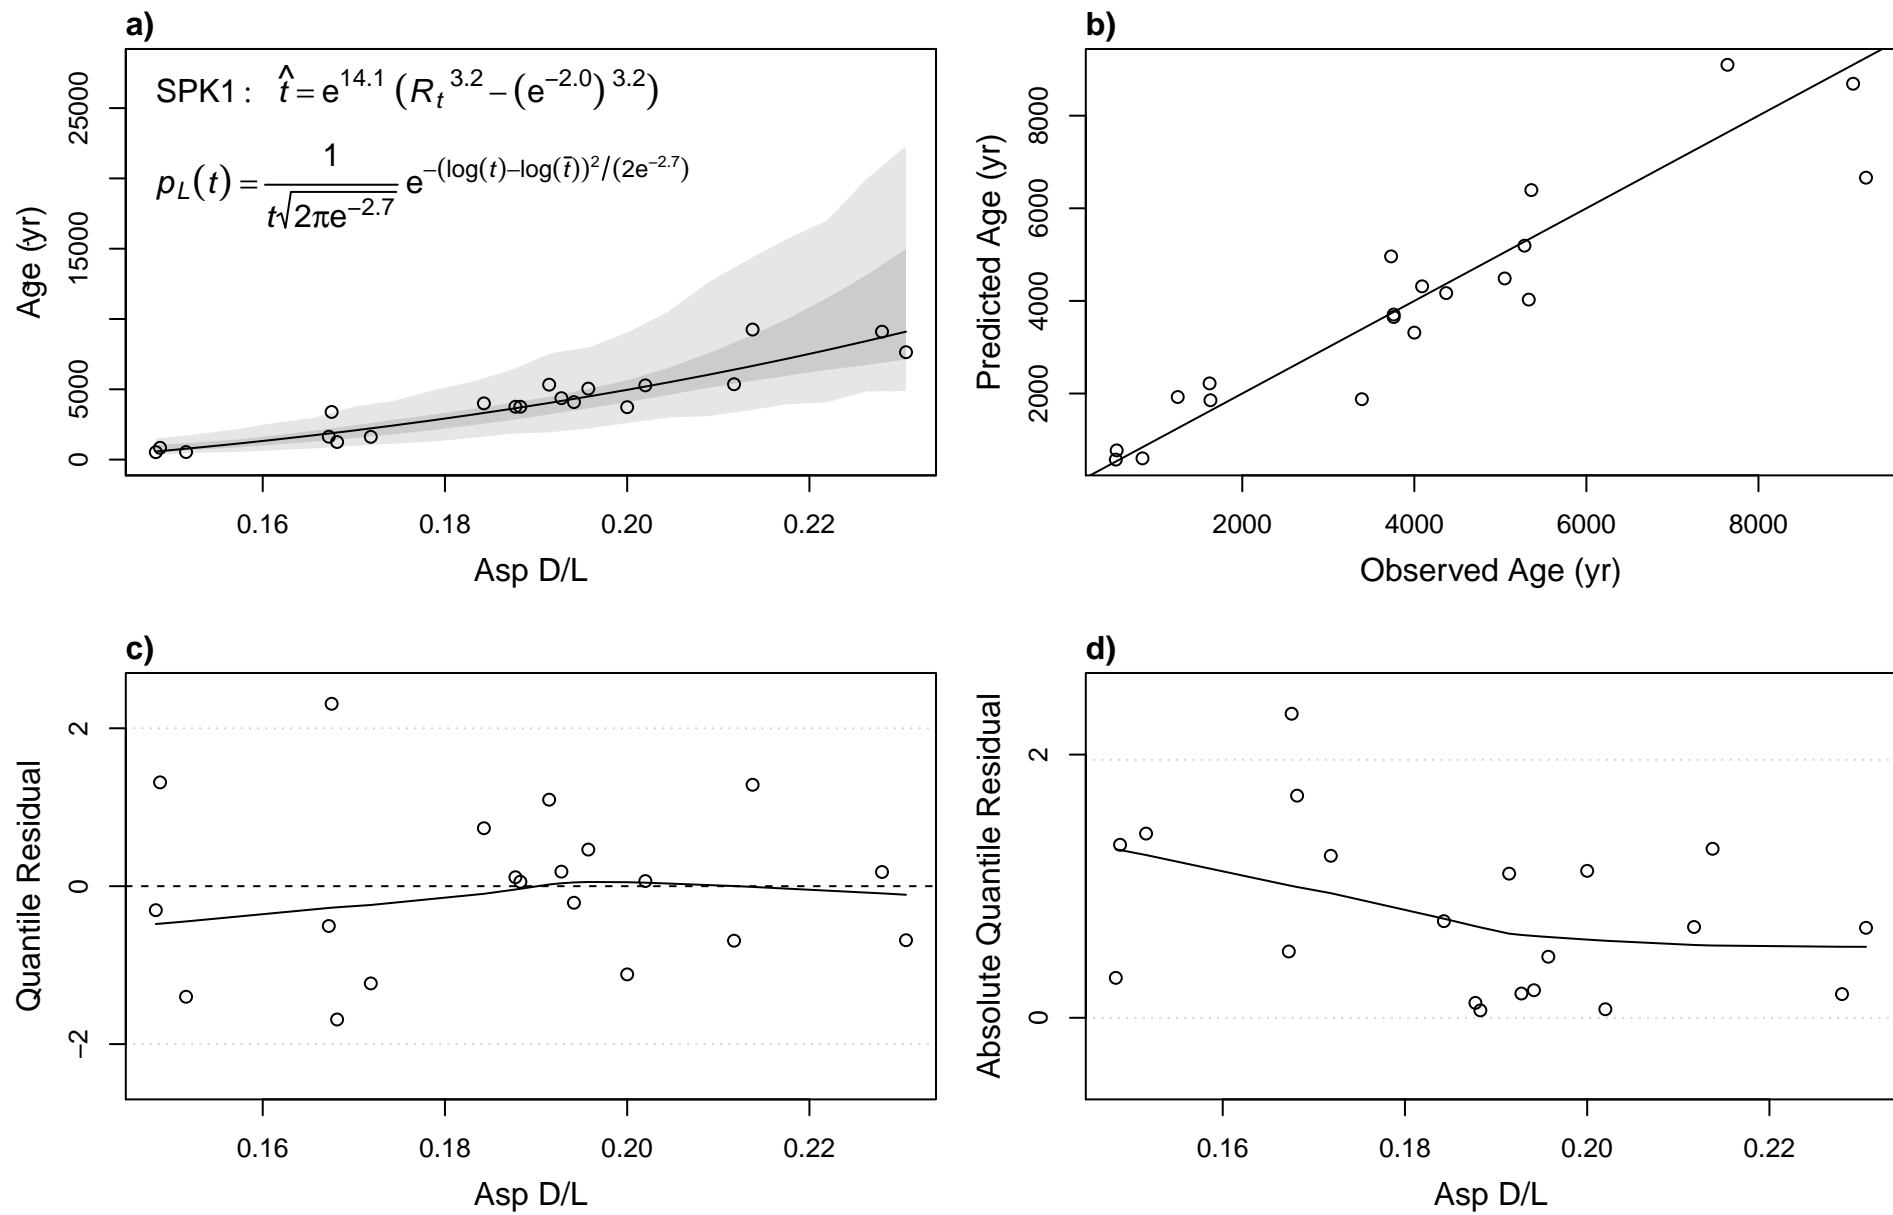 a)
SPK1 : t̂ = e^14.1 (R_t^3.2 − (e^−2.0)^3.2)
p_L(t) = 1 / (t√(2πe^−2.7)) e^−(log(t)−log(t̄))²/(2e^−2.7)
Age (yr)
0 5000 15000 25000
0.16 0.18 0.20 0.22
Asp D/L
b)
Predicted Age (yr)
2000 4000 6000 8000
2000 4000 6000 8000
Observed Age (yr)
c)
Quantile Residual
−2 0 2
0.16 0.18 0.20 0.22
Asp D/L
d)
Absolute Quantile Residual
0 2
0.16 0.18 0.20 0.22
Asp D/L